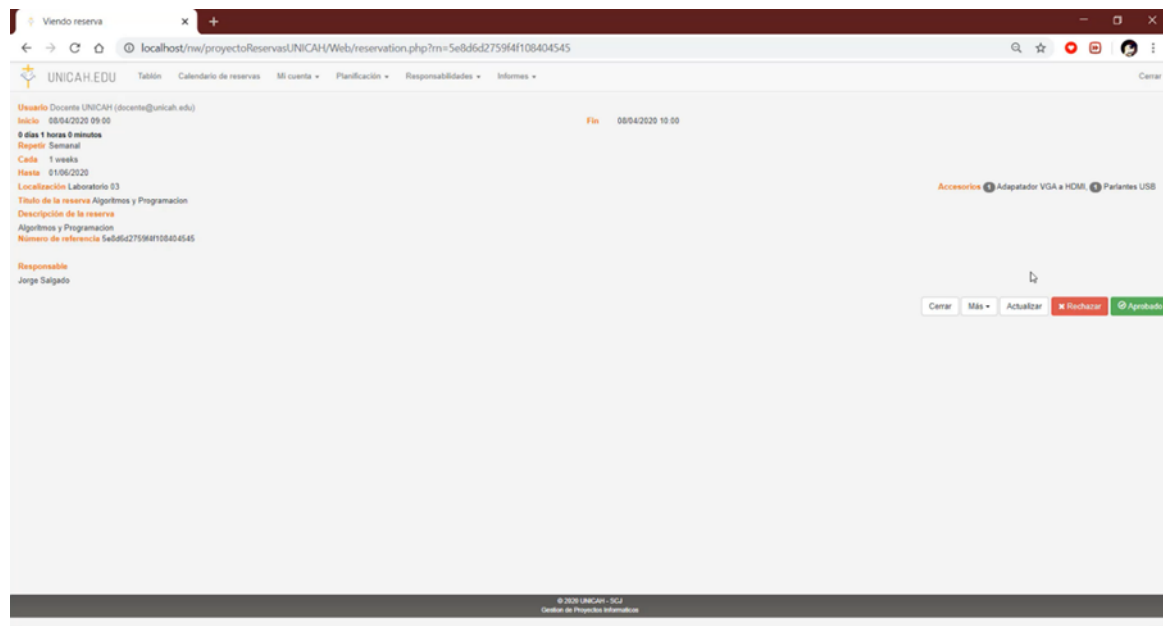 Viendo reserva
localhost/nw/proyectoReservasUNICAH/Web/reservation.php?rn=5e8d6d2759f4f108404545
UNICAH.EDU Tablón Calendario de reservas Mi cuenta Planificación Responsabilidades Informes Cerrar
Usuario Docente UNICAH (docente@unicah.edu)
Inicio 08/04/2020 09:00 Fin 08/04/2020 10:00
0 días 1 horas 0 minutos
Repetir Semanal
Cada 1 weeks
Hasta 01/06/2020
Localización Laboratorio 03 Accesorios 1 Adapatador VGA a HDMI, 1 Parlantes USB
Título de la reserva Algoritmos y Programacion
Descripción de la reserva
Algoritmos y Programacion
Número de referencia 5e8d6d2759f4f108404545
Responsable
Jorge Salgado
Cerrar Más Actualizar Rechazar Aprobado
© 2020 UNICAH - SCJ
Gestion de Proyectos Informaticos